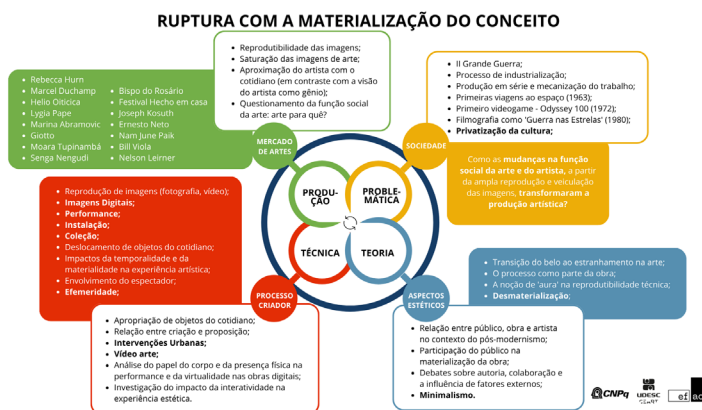 RUPTURA COM A MATERIALIZAÇÃO DO CONCEITO
• Rebecca Hurn
• Marcel Duchamp
• Helio Oiticica
• Lygia Pape
• Marina Abramovic
• Giotto
• Moara Tupinambá
• Senga Nengudi
• Bispo do Rosário
• Festival Hecho en casa
• Joseph Kosuth
• Ernesto Neto
• Nam June Paik
• Bill Viola
• Nelson Leirner
• Reprodutibilidade das imagens;
• Saturação das imagens de arte;
• Aproximação do artista com o
cotidiano (em contraste com a visão
do artista como gênio);
• Questionamento da função social
da arte; arte para quê?
MERCADO
DE ARTES
• II Grande Guerra;
• Processo de industrialização;
• Produção em série e mecanização do trabalho;
• Primeiras viagens ao espaço (1963);
• Primeiro videogame - Odyssey 100 (1972);
• Filmografia como 'Guerra nas Estrelas' (1980);
• Privatização da cultura;
SOCIEDADE
Como as mudanças na função
social da arte e do artista, a partir
da ampla reprodução e veiculação
das imagens, transformaram a
produção artística?
PRODU-
ÇÃO
PROBLE-
MÁTICA
TÉCNICA
TEORIA
• Reprodução de imagens (fotografia, vídeo);
• Imagens Digitais;
• Performance;
• Instalação;
• Coleção;
• Deslocamento de objetos do cotidiano;
• Impactos da temporalidade e da
materialidade na experiência artística;
• Envolvimento do espectador;
• Efemeridade;
PROCESSO
CRIADOR
• Apropriação de objetos do cotidiano;
• Relação entre criação e proposição;
• Intervenções Urbanas;
• Vídeo arte;
• Análise do papel do corpo e da presença física na
performance e da virtualidade nas obras digitais;
• Investigação do impacto da interatividade na
experiência estética.
• Transição do belo ao estranhamento na arte;
• O processo como parte da obra;
• A noção de 'aura' na reprodutibilidade técnica;
• Desmaterialização;
ASPECTOS
ESTÉTICOS
• Relação entre público, obra e artista
no contexto do pós-modernismo;
• Participação do público na
materialização da obra;
• Debates sobre autoria, colaboração e
a influência de fatores externos;
• Minimalismo.
CNPq
UDESC